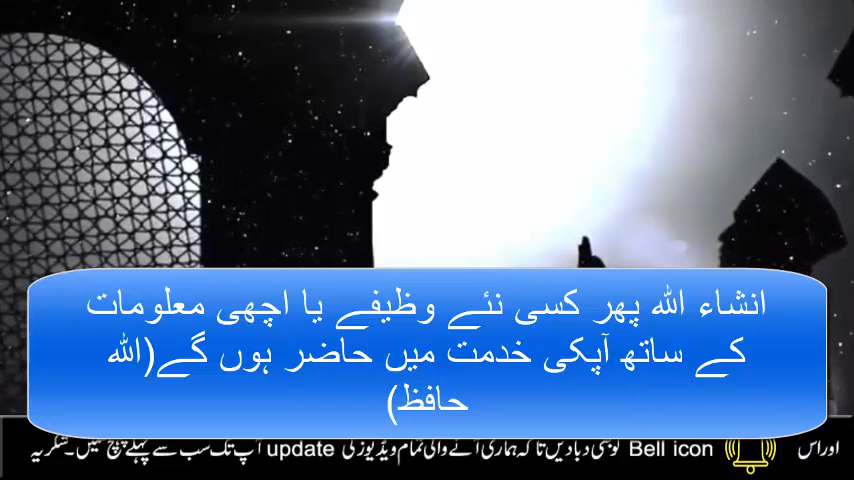 انشاء اللہ پھر کسی نئے وظیفے یا اچھی معلومات
کے ساتھ آپکی خدمت میں حاضر ہوں گے(اللہ
حافظ)
اور اس Bell icon کو بھی دبا دیں تا کہ ہماری آنے والی تمام ویڈیوز کی update آپ تک سب سے پہلے پہنچ سکیں۔ شکریہ